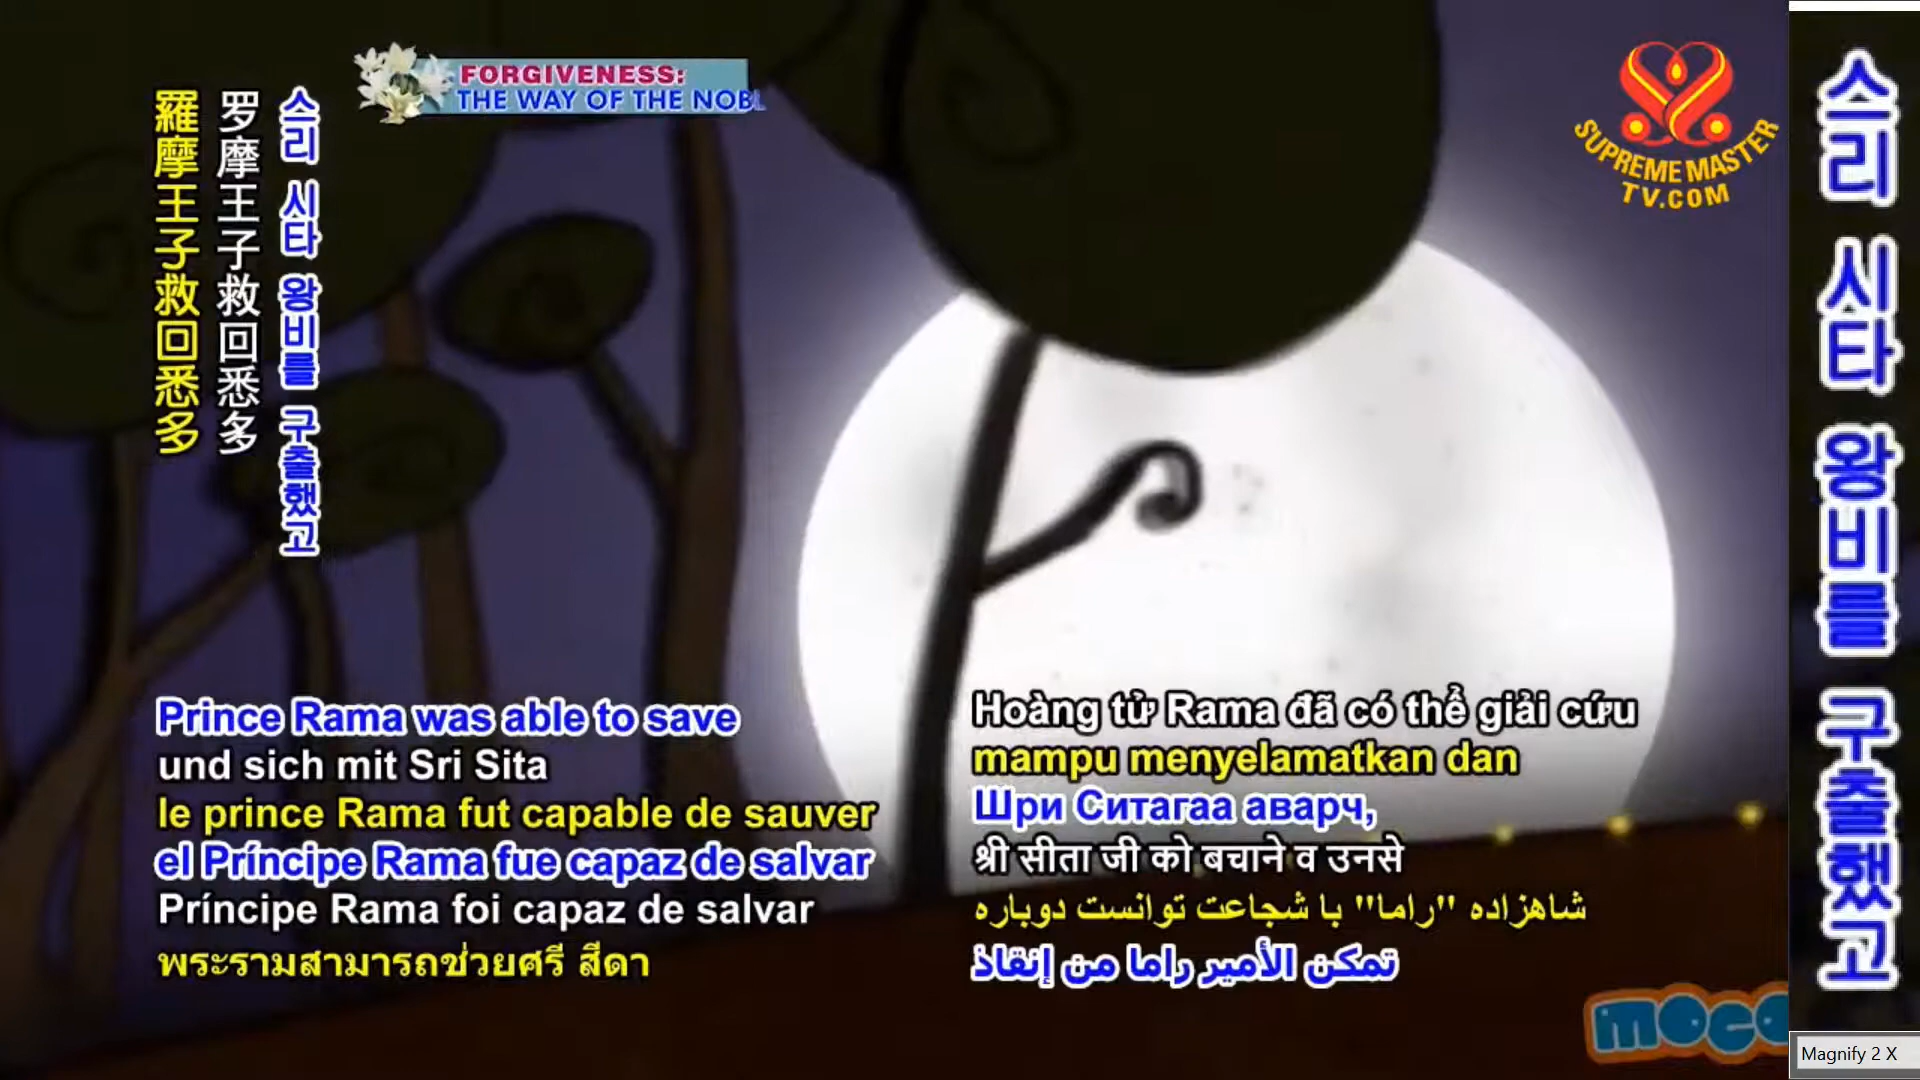 FORGIVENESS:
THE WAY OF THE NOBL
SUPREME MASTER
TV.COM
羅摩王子救回悉多
罗摩王子救回悉多
스리 시타 왕비를 구출했고
Prince Rama was able to save
und sich mit Sri Sita
le prince Rama fut capable de sauver
el Príncipe Rama fue capaz de salvar
Príncipe Rama foi capaz de salvar
พระรามสามารถช่วยศรี สีดา
Hoàng tử Rama đã có thể giải cứu
mampu menyelamatkan dan
Шри Ситагаа аварч,
श्री सीता जी को बचाने व उनसे
شاهزاده "راما" با شجاعت توانست دوباره
تمكن الأمير راما من إنقاذ
moco
스리 시타 왕비를 구출했고
Magnify 2 X